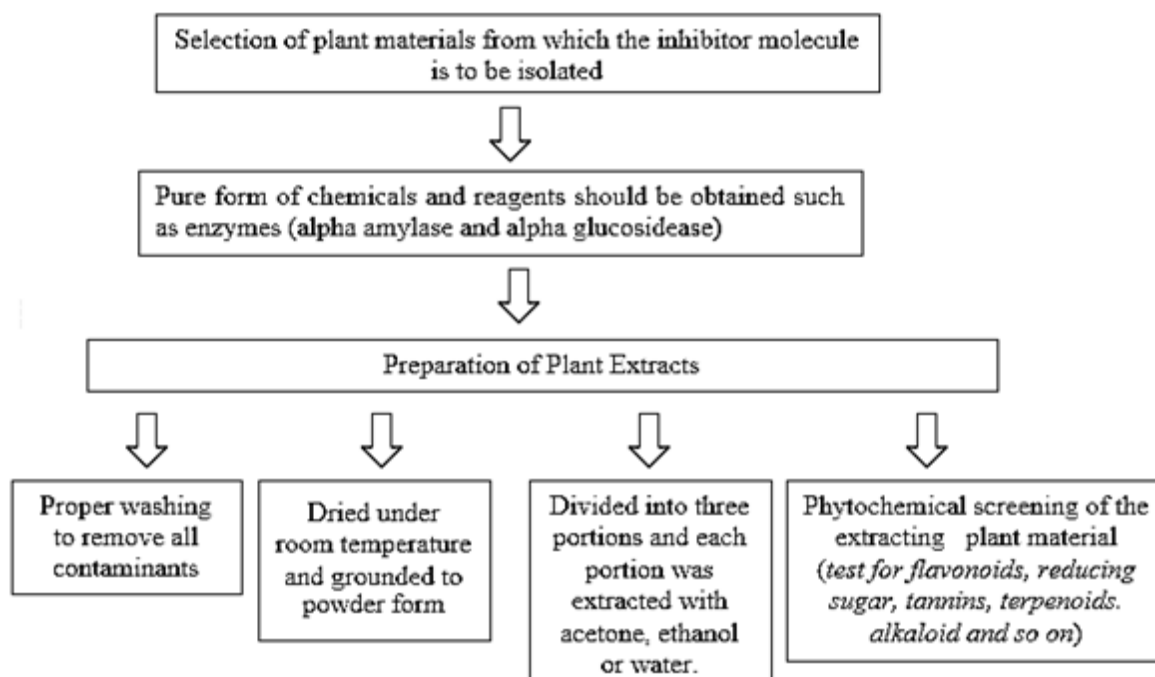 Selection of plant materials from which the inhibitor molecule
is to be isolated
Pure form of chemicals and reagents should be obtained such
as enzymes (alpha amylase and alpha glucosidease)
Preparation of Plant Extracts
Proper washing
to remove all
contaminants
Dried under
room temperature
and grounded to
powder form
Divided into three
portions and each
portion was
extracted with
acetone, ethanol
or water.
Phytochemical screening of the
extracting plant material
(test for flavonoids, reducing
sugar, tannins, terpenoids.
alkaloid and so on)